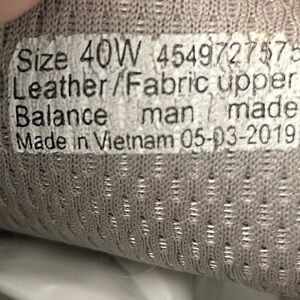 Size 40W 454972757
Leather/Fabric upper
Balance man / made
Made in Vietnam 05-03-2019